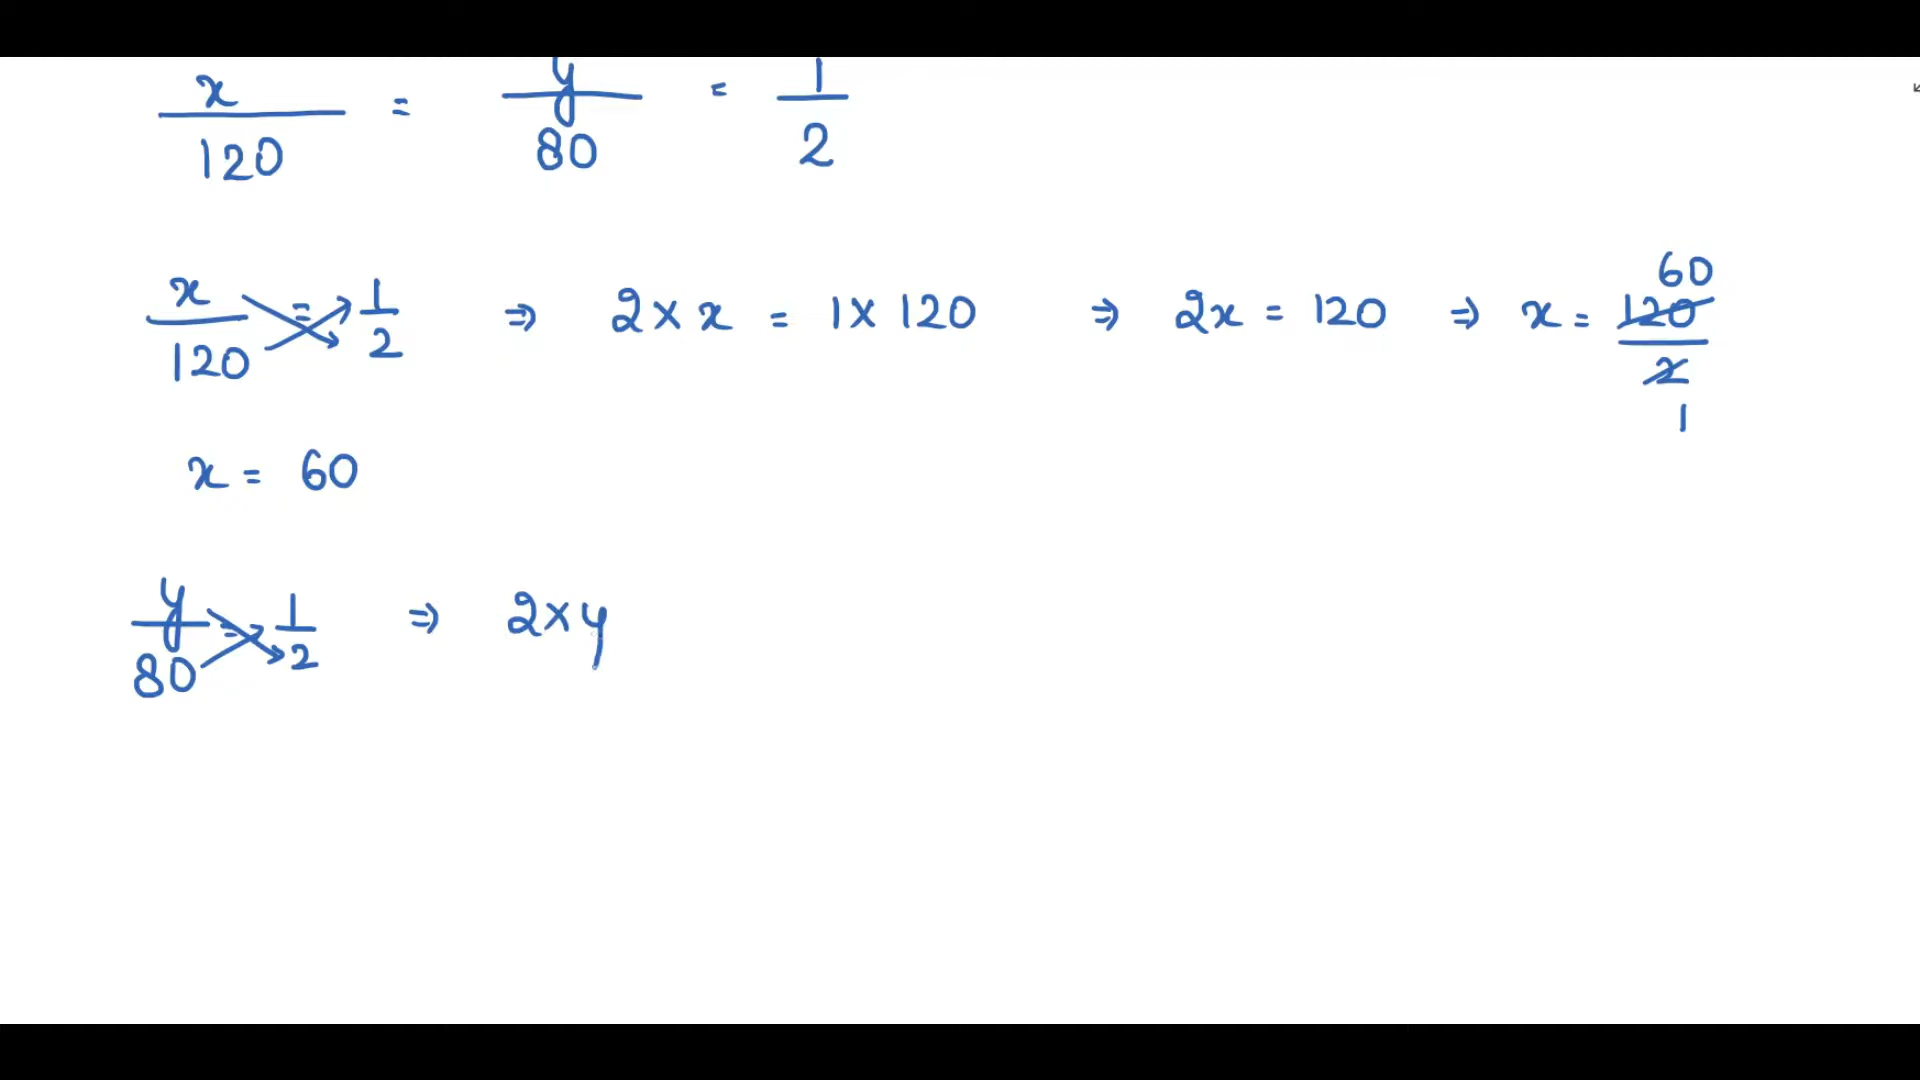 x/120 = y/80 = 1/2
x/120 = 1/2 ⇒ 2 × x = 1 × 120 ⇒ 2x = 120 ⇒ x = 120/2 60 1
x = 60
y/80 = 1/2 ⇒ 2 × y